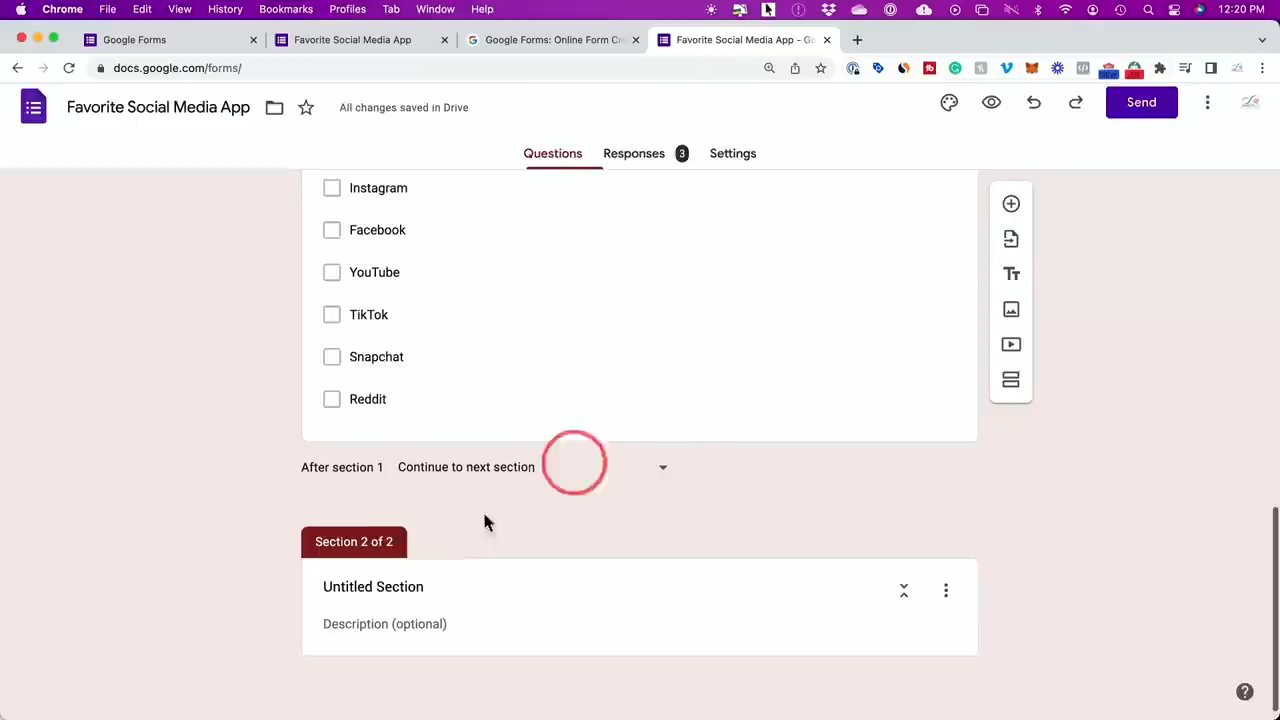 Chrome File Edit View History Bookmarks Profiles Tab Window Help 12:20 PM
Google Forms Favorite Social Media App Google Forms: Online Form Cr Favorite Social Media App - Go
docs.google.com/forms/
Favorite Social Media App All changes saved in Drive Send
Questions Responses 3 Settings
Instagram
Facebook
YouTube
TikTok
Snapchat
Reddit
After section 1 Continue to next section
Section 2 of 2
Untitled Section
Description (optional)